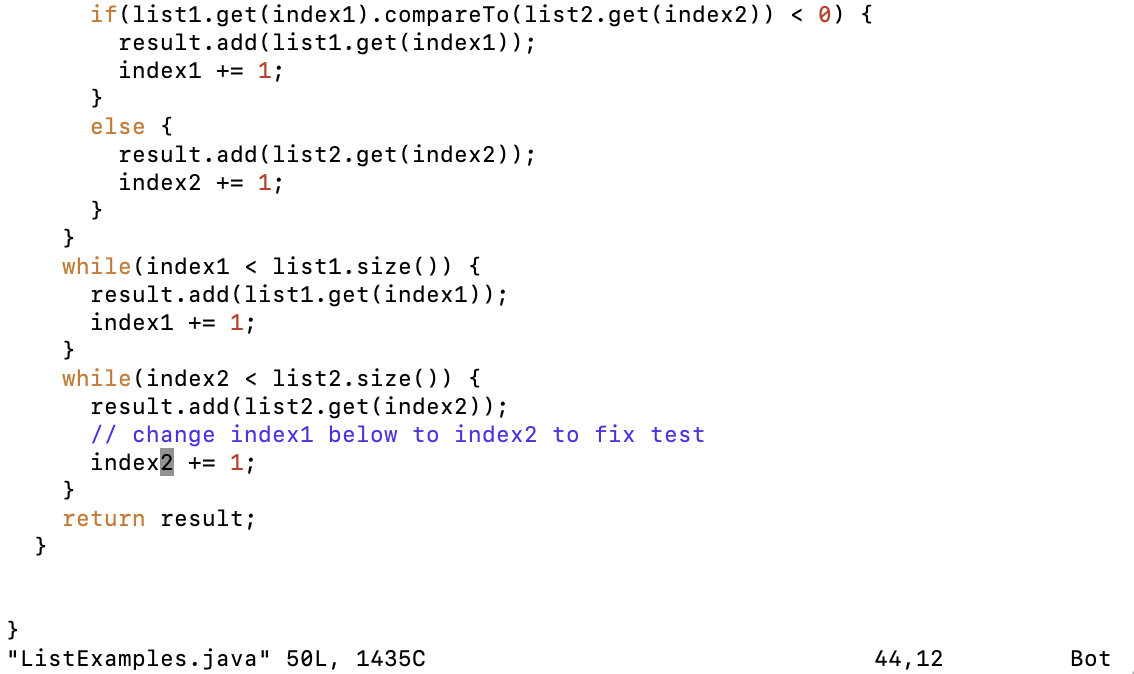 if(list1.get(index1).compareTo(list2.get(index2)) < 0) {
        result.add(list1.get(index1));
        index1 += 1;
      }
      else {
        result.add(list2.get(index2));
        index2 += 1;
      }
    }
    while(index1 < list1.size()) {
      result.add(list1.get(index1));
      index1 += 1;
    }
    while(index2 < list2.size()) {
      result.add(list2.get(index2));
      // change index1 below to index2 to fix test
      index2 += 1;
    }
    return result;
  }


}
"ListExamples.java" 50L, 1435C 44,12 Bot